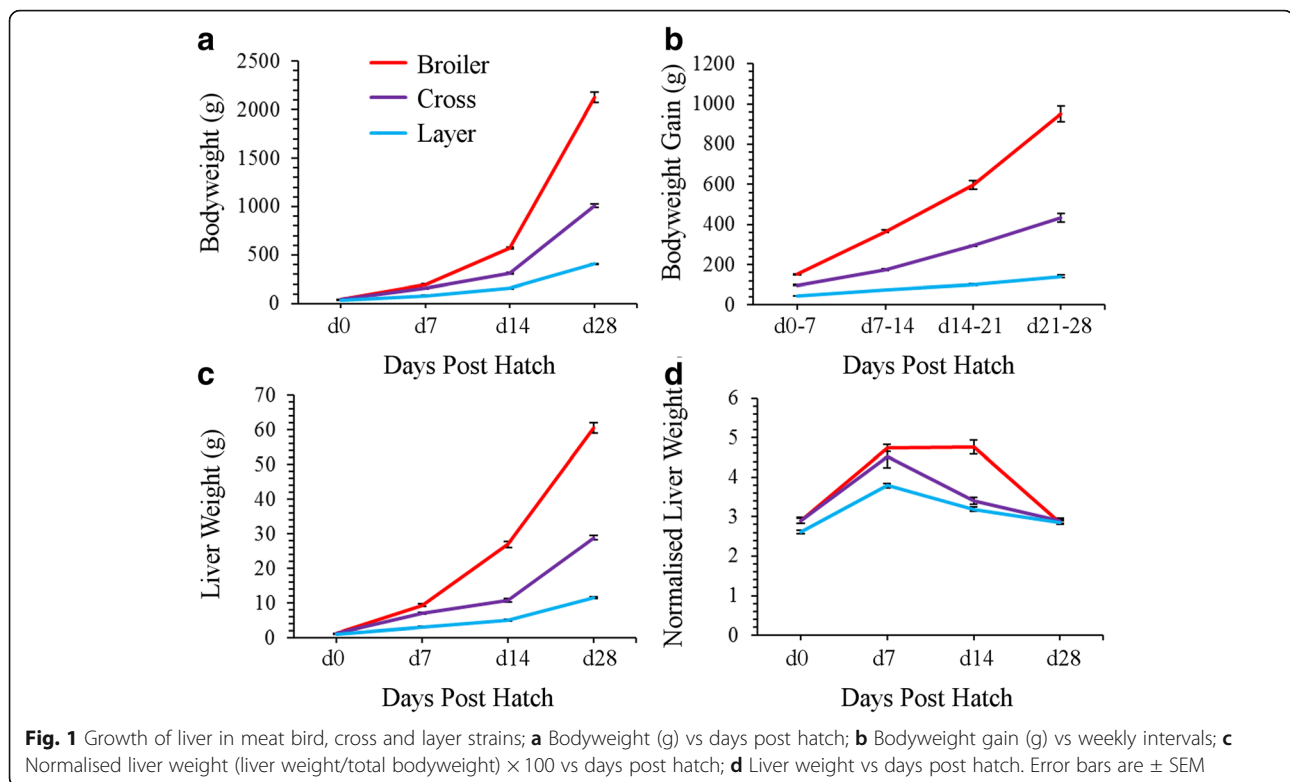 a
b
2500
2000
1500
1000
500
0
Bodyweight (g)
Broiler
Cross
Layer
d0 d7 d14 d28
Days Post Hatch
1200
1000
800
600
400
200
0
Bodyweight Gain (g)
d0-7 d7-14 d14-21 d21-28
Days Post Hatch
c
d
70
60
50
40
30
20
10
0
Liver Weight (g)
d0 d7 d14 d28
Days Post Hatch
6
5
4
3
2
1
0
Normalised Liver Weight
d0 d7 d14 d28
Days Post Hatch
Fig. 1 Growth of liver in meat bird, cross and layer strains; a Bodyweight (g) vs days post hatch; b Bodyweight gain (g) vs weekly intervals; c
Normalised liver weight (liver weight/total bodyweight) × 100 vs days post hatch; d Liver weight vs days post hatch. Error bars are ± SEM